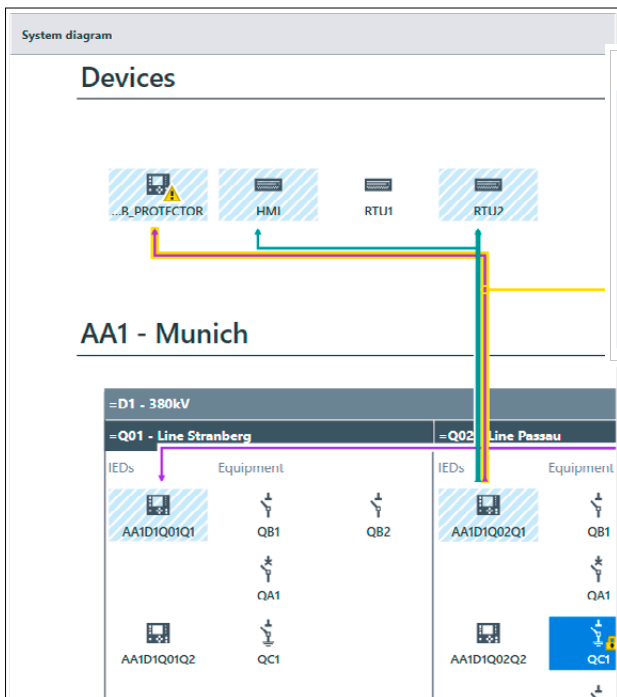 System diagram
Devices
...B_PROTECTOR HMI RTU1 RTU2
AA1 - Munich
=D1 - 380kV
=Q01 - Line Stranberg =Q02 - Line Passau
IEDs Equipment IEDs Equipment
AA1D1Q01Q1 QB1 QB2 AA1D1Q02Q1 QB1
QA1 QA1
AA1D1Q01Q2 QC1 AA1D1Q02Q2 QC1